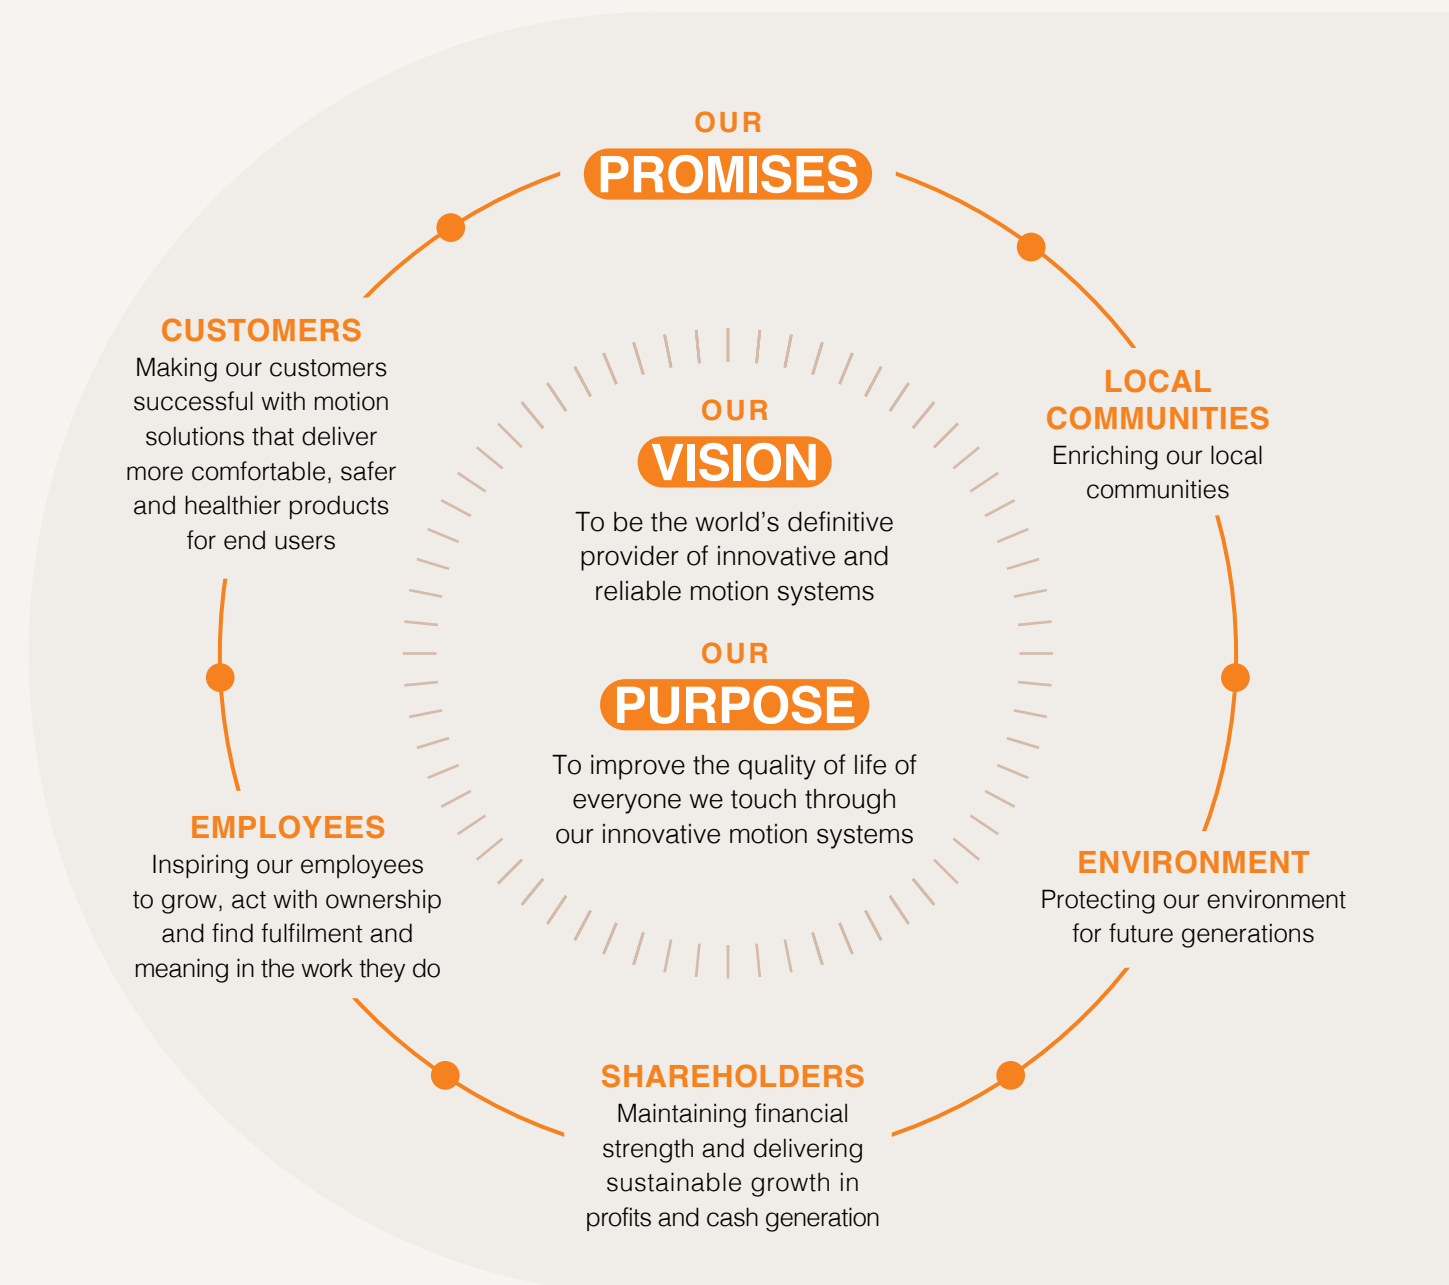 OUR
PROMISES
CUSTOMERS
Making our customers
successful with motion
solutions that deliver
more comfortable, safer
and healthier products
for end users
LOCAL
COMMUNITIES
Enriching our local
communities
OUR
VISION
To be the world’s definitive
provider of innovative and
reliable motion systems
OUR
PURPOSE
To improve the quality of life of
everyone we touch through
our innovative motion systems
EMPLOYEES
Inspiring our employees
to grow, act with ownership
and find fulfilment and
meaning in the work they do
ENVIRONMENT
Protecting our environment
for future generations
SHAREHOLDERS
Maintaining financial
strength and delivering
sustainable growth in
profits and cash generation